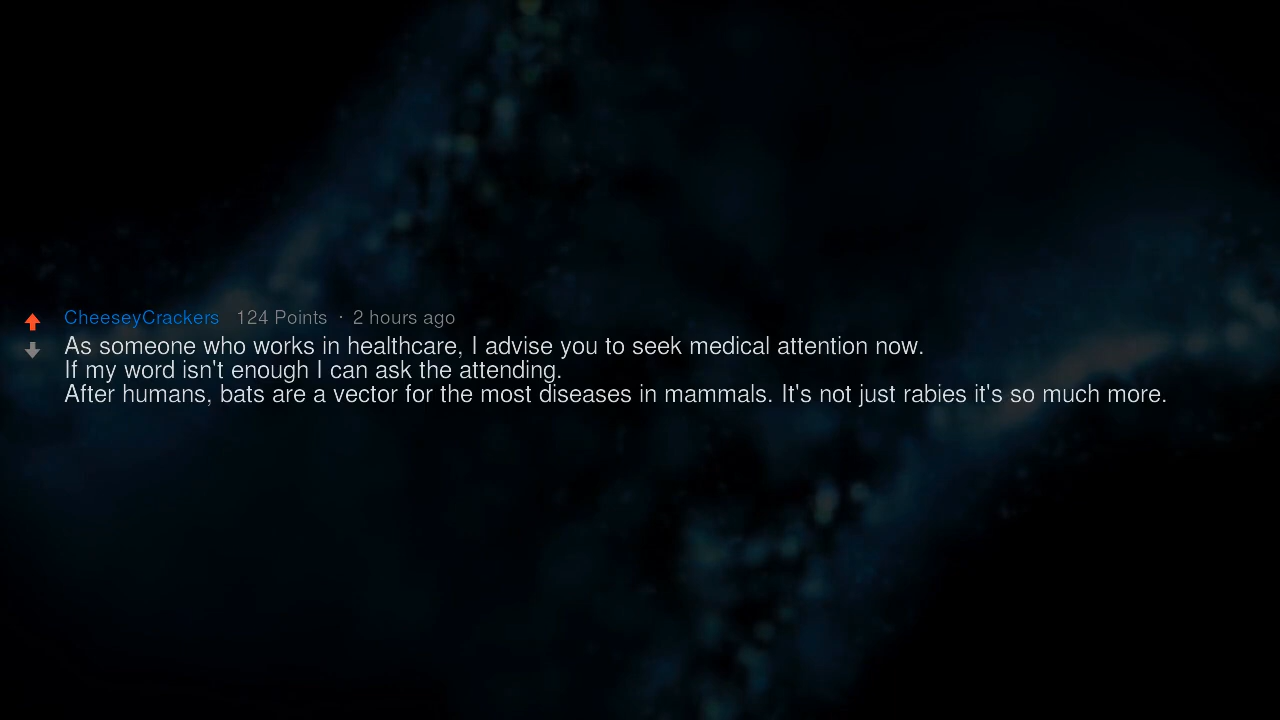 CheeseyCrackers 124 Points · 2 hours ago
As someone who works in healthcare, I advise you to seek medical attention now.
If my word isn't enough I can ask the attending.
After humans, bats are a vector for the most diseases in mammals. It's not just rabies it's so much more.